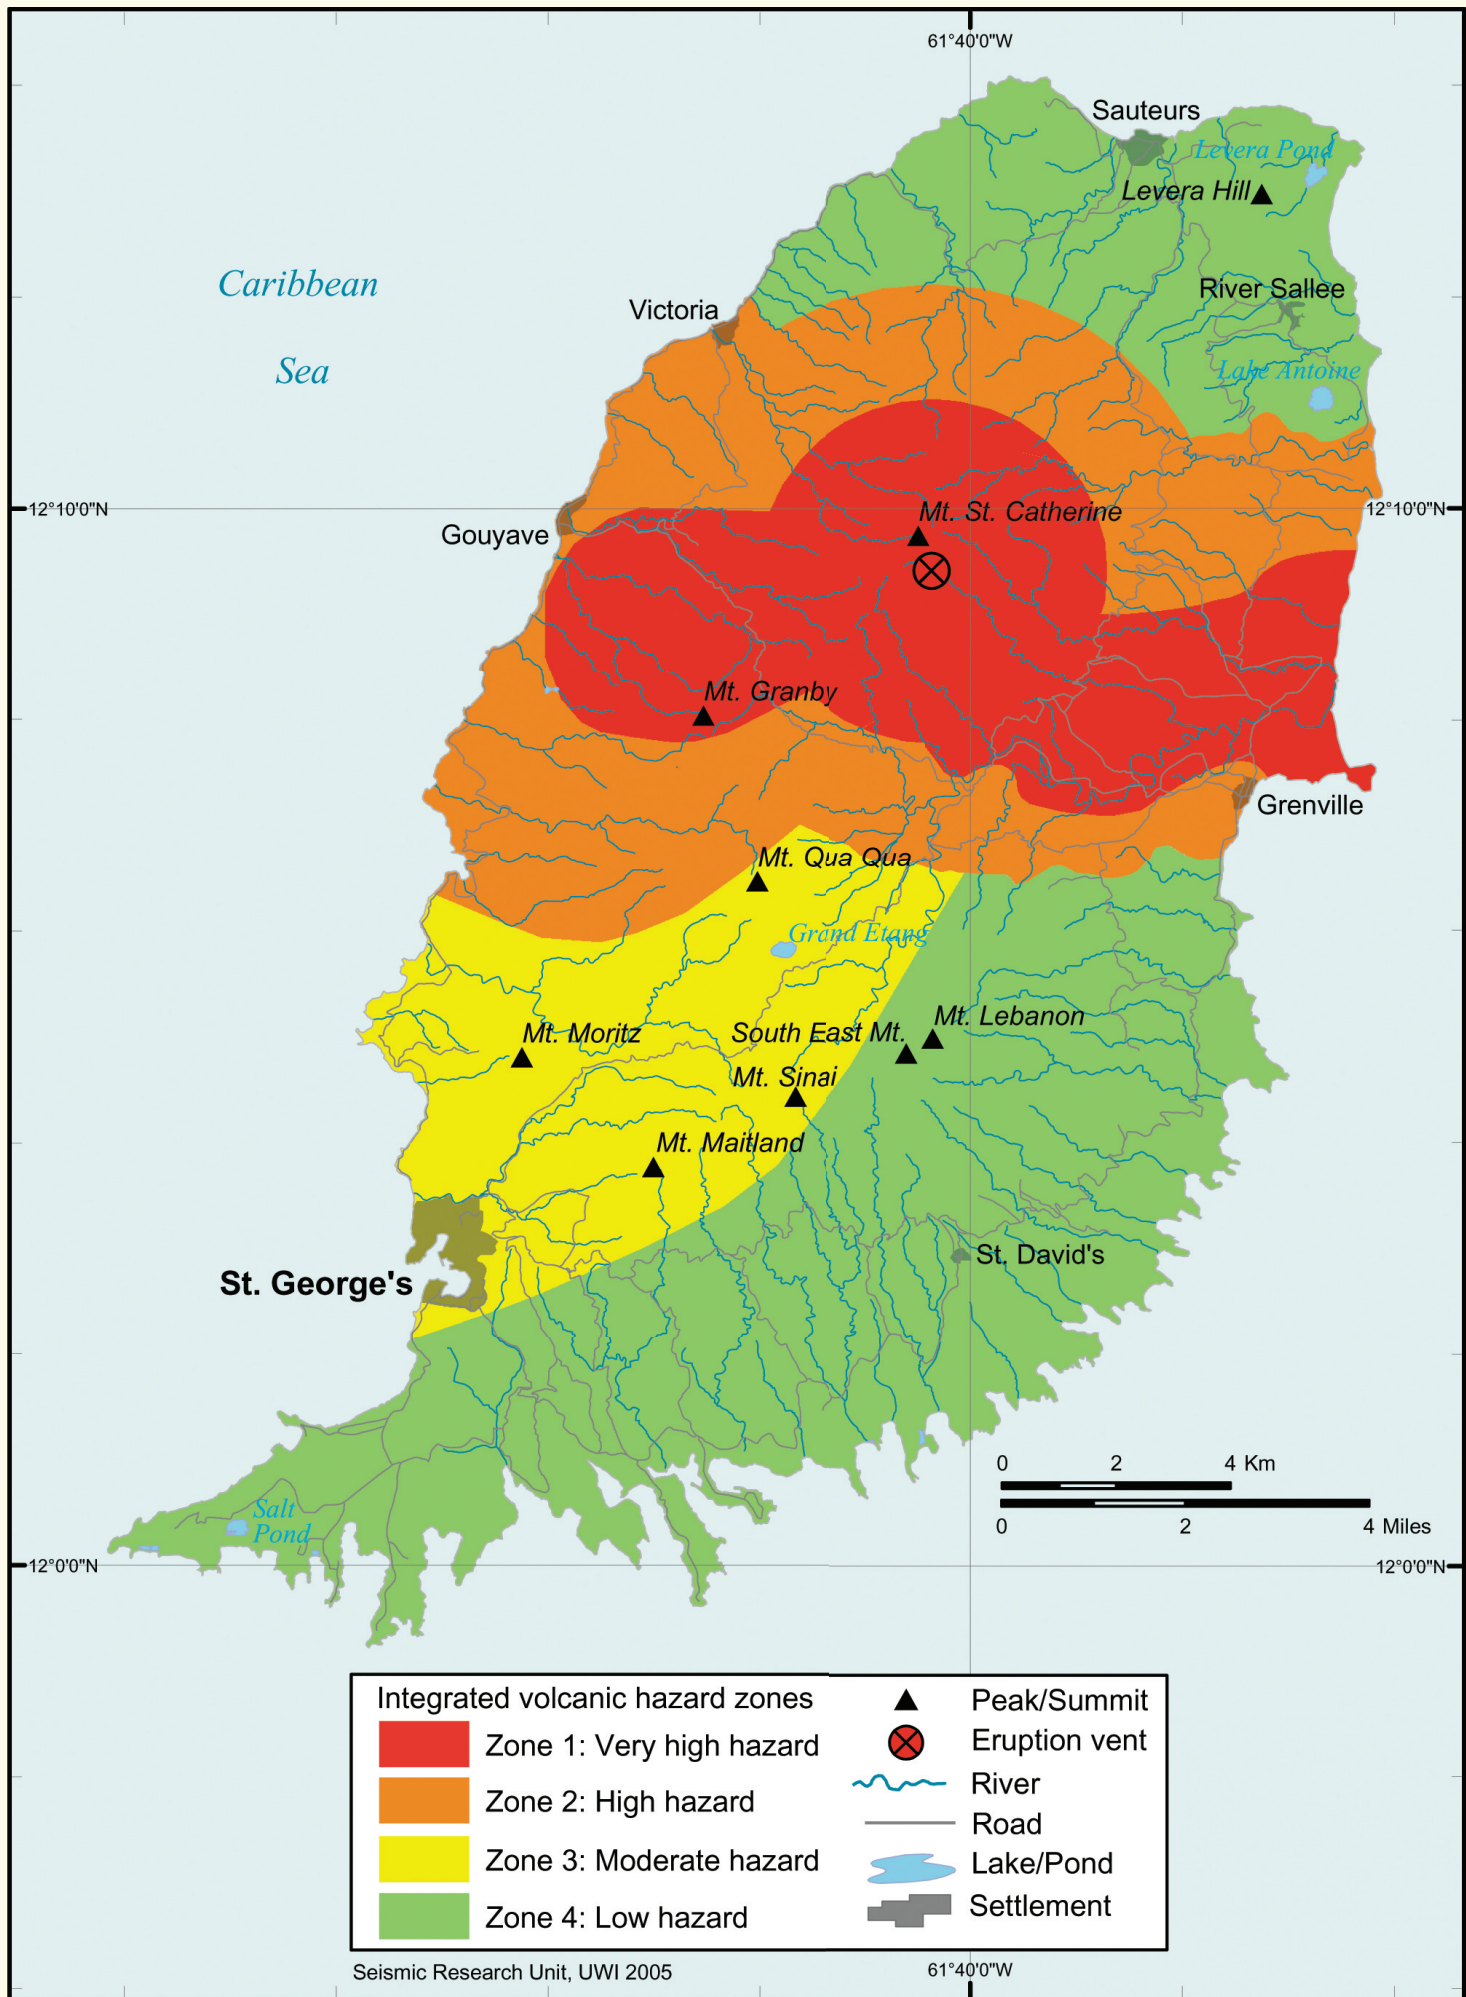 61°40'0"W
Sauteurs
Levera Pond
Levera Hill
Caribbean
Sea
River Sallee
Victoria
Lake Antoine
12°10'0"N
12°10'0"N
Mt. St. Catherine
Gouyave
Mt. Granby
Grenville
Mt. Qua Qua
Grand Etang
Mt. Lebanon
Mt. Moritz
South East Mt.
Mt. Sinai
Mt. Maitland
St. David's
St. George's
0 2 4 Km
0 2 4 Miles
Salt
Pond
12°0'0"N
12°0'0"N
Integrated volcanic hazard zones
Zone 1: Very high hazard
Zone 2: High hazard
Zone 3: Moderate hazard
Zone 4: Low hazard
Peak/Summit
Eruption vent
River
Road
Lake/Pond
Settlement
Seismic Research Unit, UWI 2005
61°40'0"W